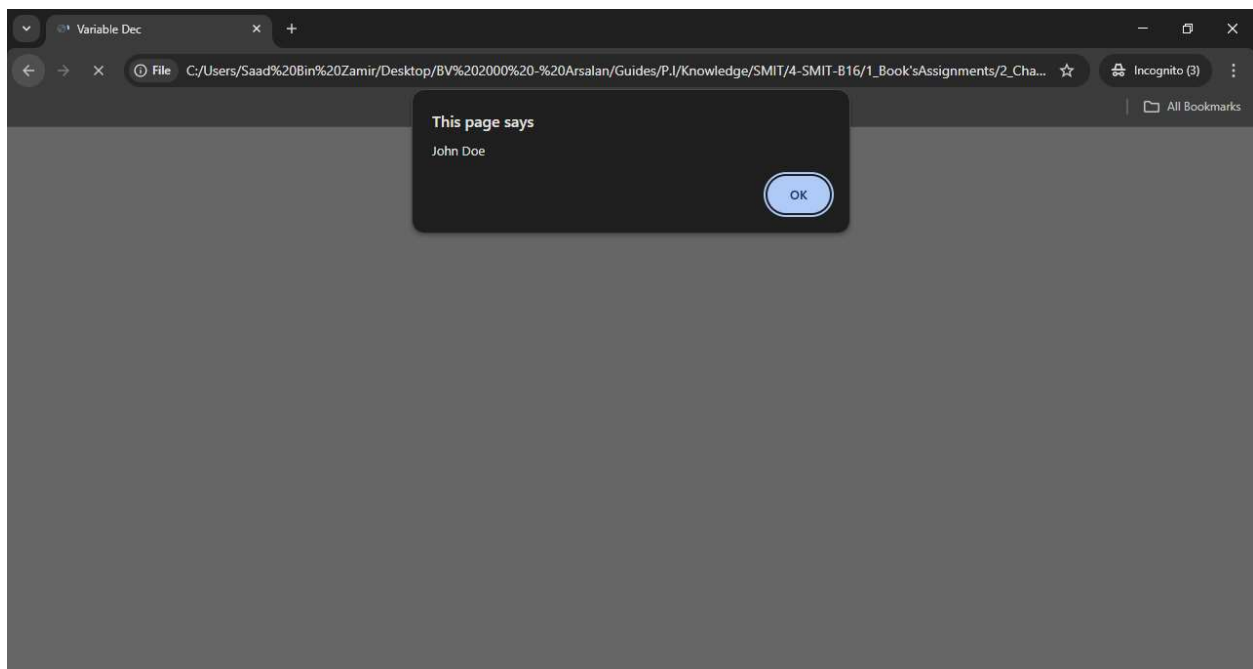 Variable Dec
File C:/Users/Saad%20Bin%20Zamir/Desktop/BV%202000%20-%20Arsalan/Guides/P.I/Knowledge/SMIT/4-SMIT-B16/1_Book'sAssignments/2_Cha... Incognito (3)
All Bookmarks
This page says
John Doe
OK